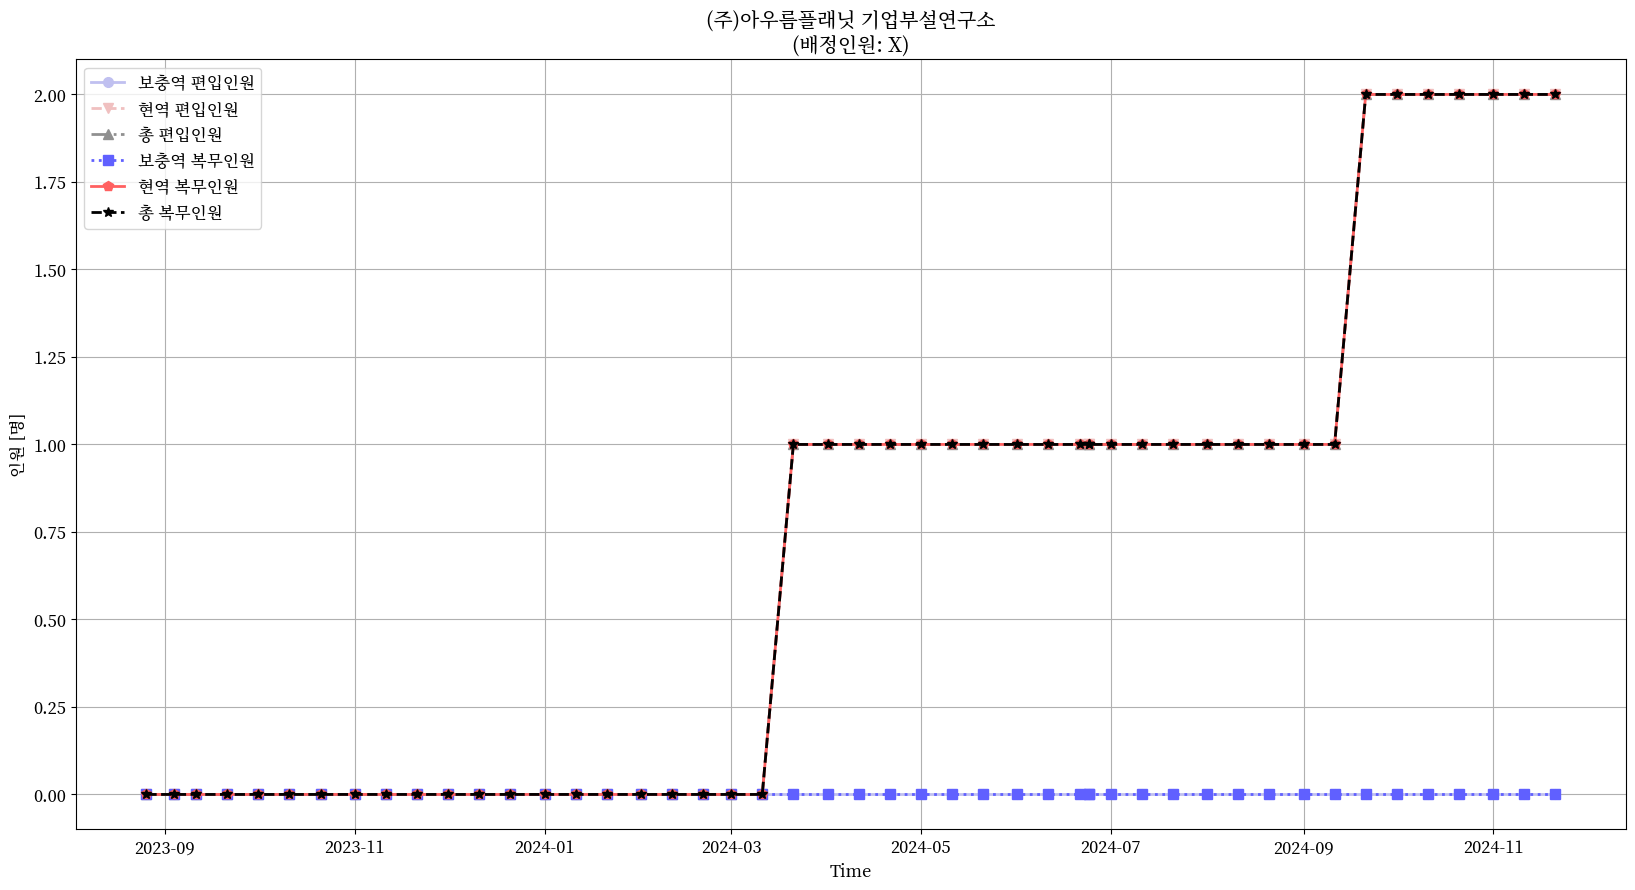 (주)아우름플래닛 기업부설연구소
(배정인원: X)
보충역 편입인원
현역 편입인원
총 편입인원
보충역 복무인원
현역 복무인원
총 복무인원
2.00
1.75
1.50
1.25
1.00
0.75
0.50
0.25
0.00
인원 [명]
2023-09
2023-11
2024-01
2024-03
2024-05
2024-07
2024-09
2024-11
Time